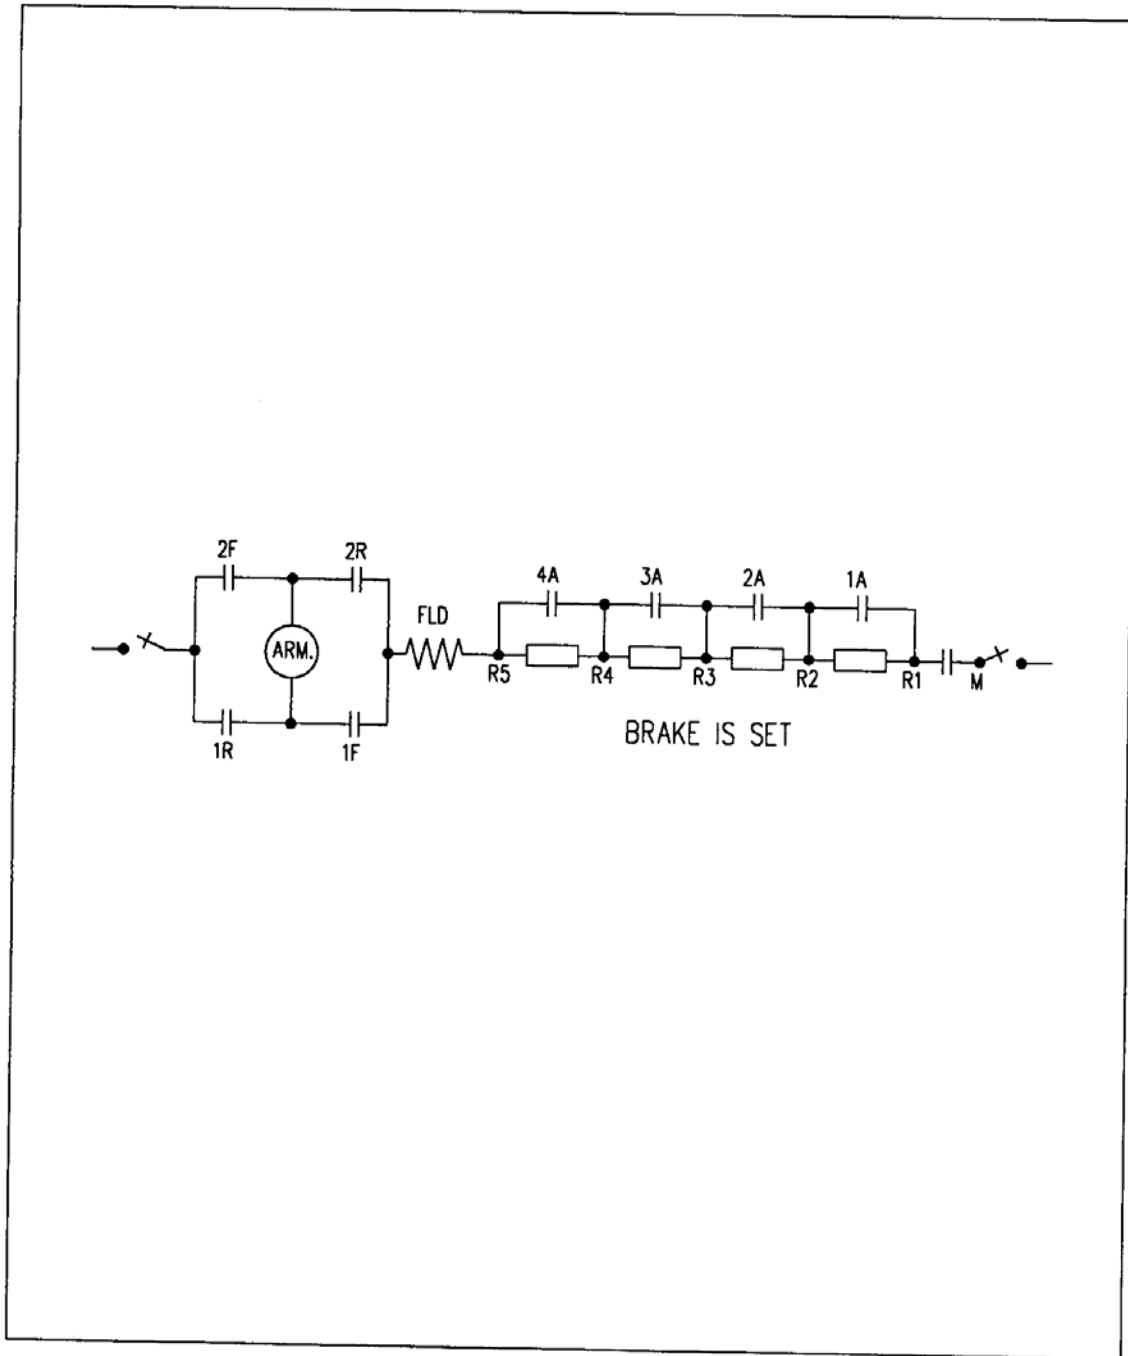 2F 2R
ARM.
1R 1F
FLD
4A 3A 2A 1A
R5 R4 R3 R2 R1 M
BRAKE IS SET